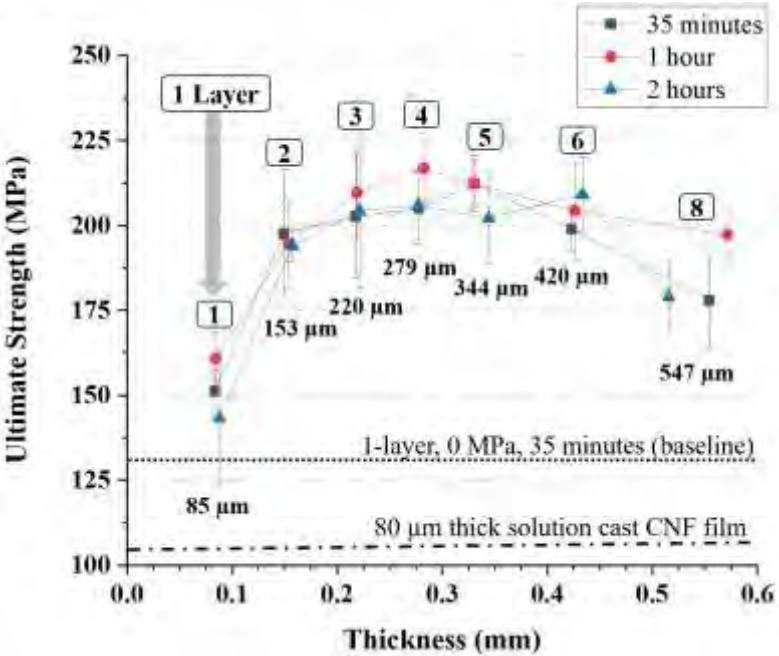 35 minutes
1 hour
2 hours
250
225
200
175
150
125
100
Ultimate Strength (MPa)
1 Layer
1
2
3
4
5
6
8
85 μm
153 μm
220 μm
279 μm
344 μm
420 μm
547 μm
1-layer, 0 MPa, 35 minutes (baseline)
80 μm thick solution cast CNF film
0.0
0.1
0.2
0.3
0.4
0.5
0.6
Thickness (mm)